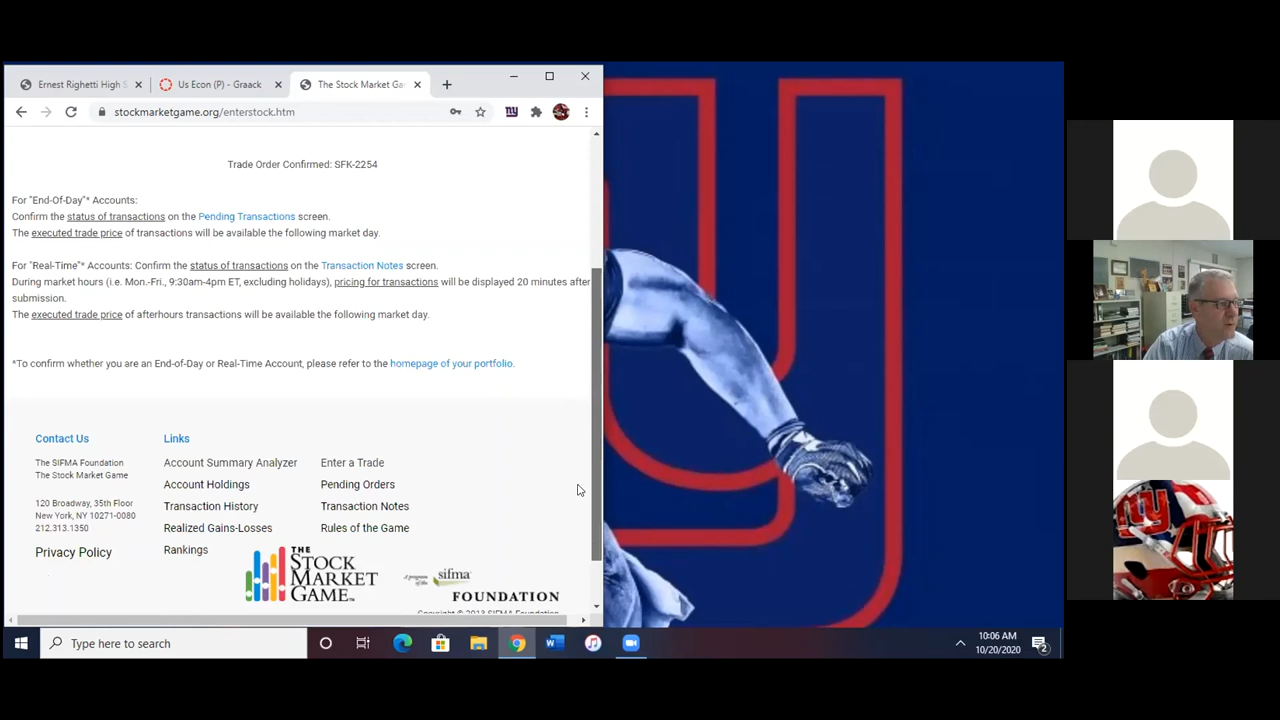 Ernest Righetti High S
Us Econ (P) - Graack
The Stock Market Ga
stockmarketgame.org/enterstock.htm
Trade Order Confirmed: SFK-2254
For "End-Of-Day"* Accounts:
Confirm the status of transactions on the Pending Transactions screen.
The executed trade price of transactions will be available the following market day.
For "Real-Time"* Accounts: Confirm the status of transactions on the Transaction Notes screen.
During market hours (i.e. Mon.-Fri., 9:30am-4pm ET, excluding holidays), pricing for transactions will be displayed 20 minutes after
submission.
The executed trade price of afterhours transactions will be available the following market day.
*To confirm whether you are an End-of-Day or Real-Time Account, please refer to the homepage of your portfolio.
Contact Us
The SIFMA Foundation
The Stock Market Game
120 Broadway, 35th Floor
New York, NY 10271-0080
212.313.1350
Privacy Policy
Links
Account Summary Analyzer
Account Holdings
Transaction History
Realized Gains-Losses
Rankings
Enter a Trade
Pending Orders
Transaction Notes
Rules of the Game
THE
STOCK
MARKET
GAME™
sifma
FOUNDATION
Copyright © 2013 SIFMA Foundation
Type here to search
10:06 AM
10/20/2020
2
ny